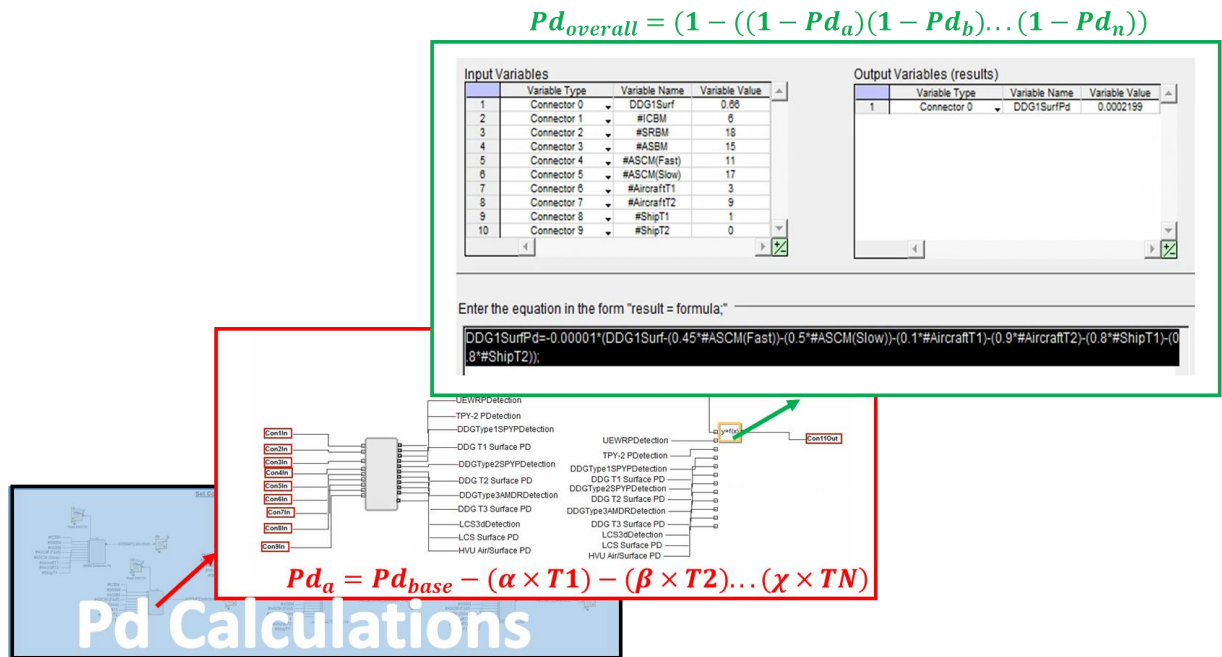 Pd_overall = (1 − ((1 − Pd_a)(1 − Pd_b)…(1 − Pd_n))
Input Variables
Variable Type Variable Name Variable Value
1 Connector 0 DDG1Surf 0.66
2 Connector 1 #ICBM 6
3 Connector 2 #SRBM 18
4 Connector 3 #ASBM 15
5 Connector 4 #ASCM(Fast) 11
6 Connector 5 #ASCM(Slow) 17
7 Connector 6 #AircraftT1 3
8 Connector 7 #AircraftT2 9
9 Connector 8 #ShipT1 1
10 Connector 9 #ShipT2 0
Output Variables (results)
Variable Type Variable Name Variable Value
1 Connector 0 DDG1SurfPd 0.0002199
Enter the equation in the form "result = formula;"
DDG1SurfPd=-0.00001*(DDG1Surf-(0.45*#ASCM(Fast))-(0.5*#ASCM(Slow))-(0.1*#AircraftT1)-(0.9*#AircraftT2)-(0.8*#ShipT1)-(0
.8*#ShipT2));
Con1In
Con2In
Con3In
Con4In
Con5In
Con6In
Con7In
Con8In
Con9In
UEWRPDetection
TPY-2 PDetection
DDGType1SPYPDetection
DDG T1 Surface PD
DDGType2SPYPDetection
DDG T2 Surface PD
DDGType3AMDRDetection
DDG T3 Surface PD
LCS3dDetection
LCS Surface PD
HVU Air/Surface PD
UEWRPDetection
TPY-2 PDetection
DDGType1SPYPDetection
DDG T1 Surface PD
DDGType2SPYPDetection
DDG T2 Surface PD
DDGType3AMDRDetection
DDG T3 Surface PD
LCS3dDetection
LCS Surface PD
HVU Air/Surface PD
y=f(x)
Con11Out
Pd_a = Pd_base − (α × T1) − (β × T2)…(χ × TN)
Pd Calculations